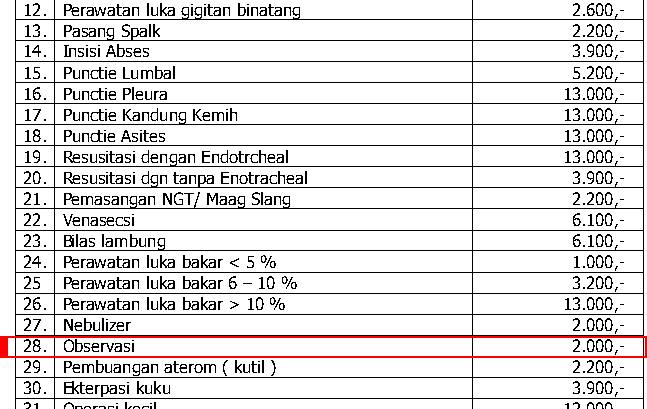 12. Perawatan luka gigitan binatang 2.600,-
13. Pasang Spalk 2.200,-
14. Insisi Abses 3.900,-
15. Punctie Lumbal 5.200,-
16. Punctie Pleura 13.000,-
17. Punctie Kandung Kemih 13.000,-
18. Punctie Asites 13.000,-
19. Resusitasi dengan Endotrcheal 13.000,-
20. Resusitasi dgn tanpa Enotracheal 3.900,-
21. Pemasangan NGT/ Maag Slang 2.200,-
22. Venasecsi 6.100,-
23. Bilas lambung 6.100,-
24. Perawatan luka bakar < 5 % 1.000,-
25 Perawatan luka bakar 6 – 10 % 3.200,-
26. Perawatan luka bakar > 10 % 13.000,-
27. Nebulizer 2.000,-
28. Observasi 2.000,-
29. Pembuangan aterom ( kutil ) 2.200,-
30. Ekterpasi kuku 3.900,-
31. Operasi kecil 12.000